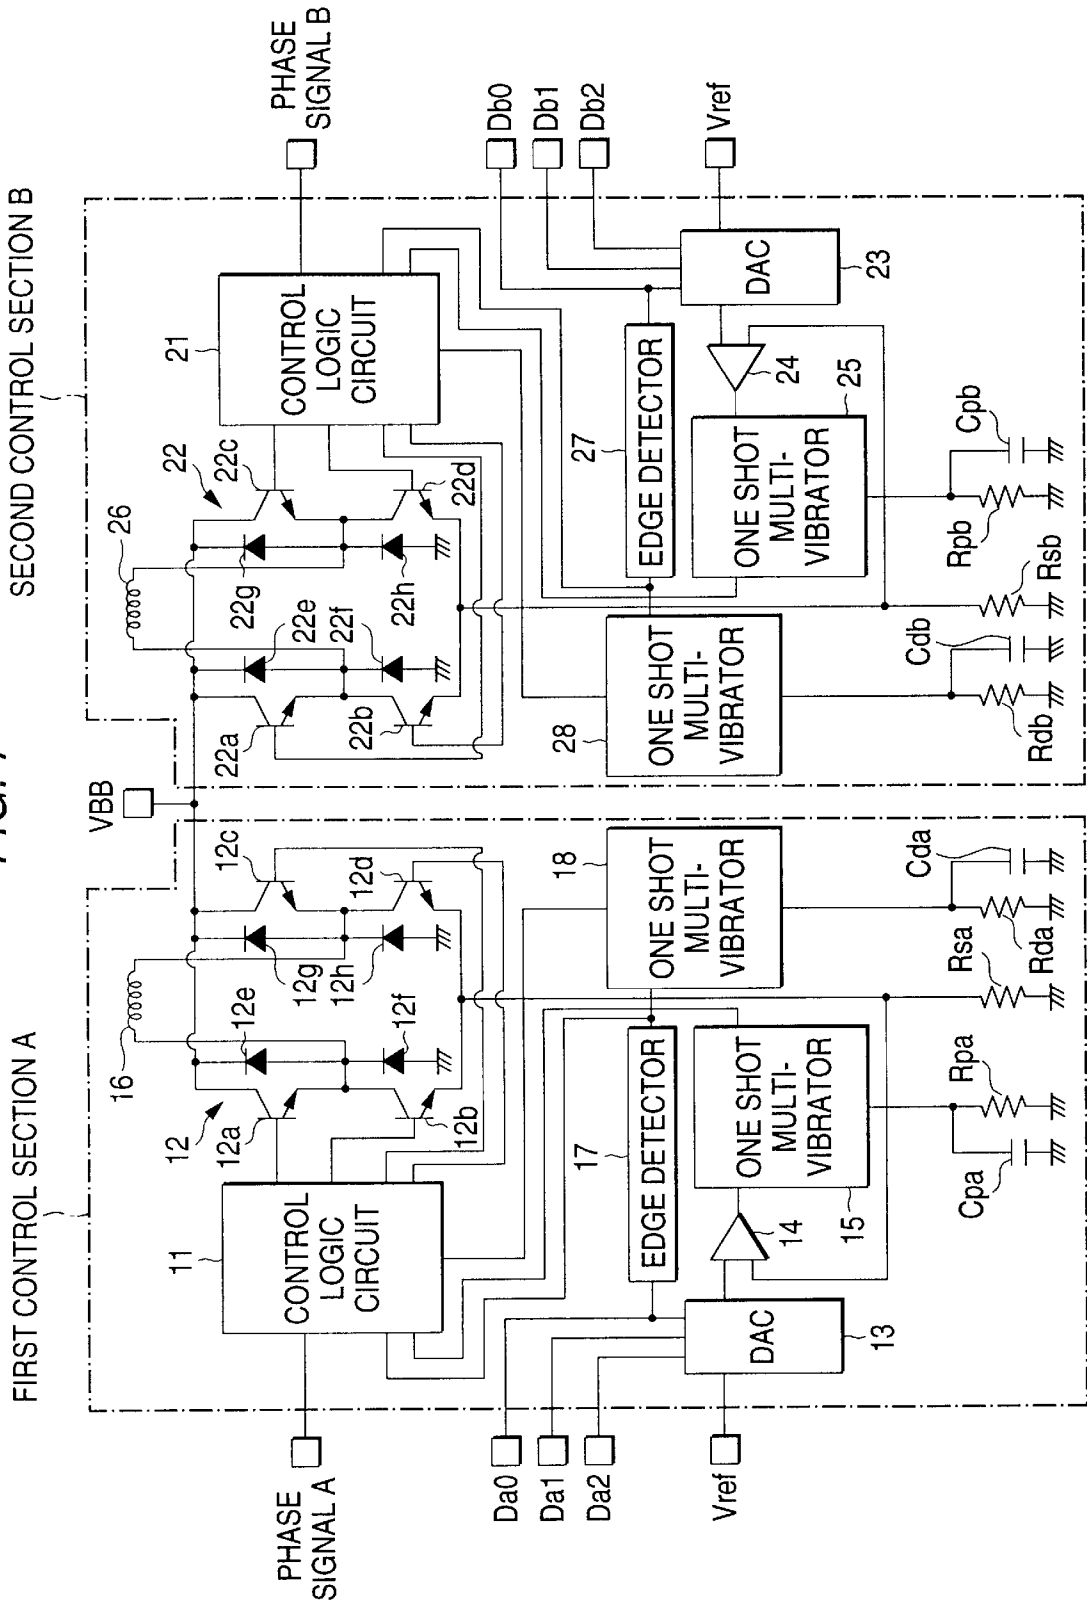 FIRST CONTROL SECTION A
SECOND CONTROL SECTION B
VBB
PHASE
SIGNAL A
11
CONTROL
LOGIC
CIRCUIT
12
12a
12b
12c
12d
12e
12f
12g
12h
16
Da0
Da1
Da2
Vref
DAC
13
14
17
EDGE DETECTOR
ONE SHOT
MULTI-
VIBRATOR
15
18
ONE SHOT
MULTI-
VIBRATOR
Cpa
Rpa
Rsa
Rda
Cda
PHASE
SIGNAL B
21
CONTROL
LOGIC
CIRCUIT
22
22a
22b
22c
22d
22e
22f
22g
22h
26
Db0
Db1
Db2
Vref
DAC
23
24
27
EDGE DETECTOR
ONE SHOT
MULTI-
VIBRATOR
25
28
ONE SHOT
MULTI-
VIBRATOR
Rdb
Cdb
Rsb
Rpb
Cpb